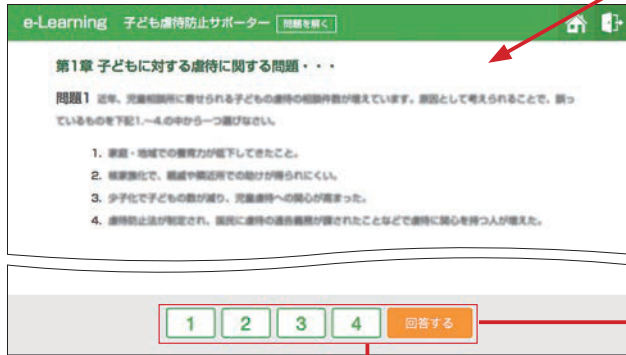 e-Learning 子ども虐待防止サポーター 問題を解く
第1章 子どもに対する虐待に関する問題・・・
問題1 近年、児童相談所に寄せられる子どもの虐待の相談件数が増えています。原因として考えられることで、誤っ
ているものを下記1.~4.の中から一つ選びなさい。
1. 家庭・地域での養育力が低下してきたこと。
2. 核家族化で、親戚や隣近所での助けが得られにくい。
3. 少子化で子どもの数が減り、児童虐待への関心が高まった。
4. 虐待防止法が制定され、国民に虐待の通告義務が課されたことなどで虐待に関心を持つ人が増えた。
1 2 3 4 回答する